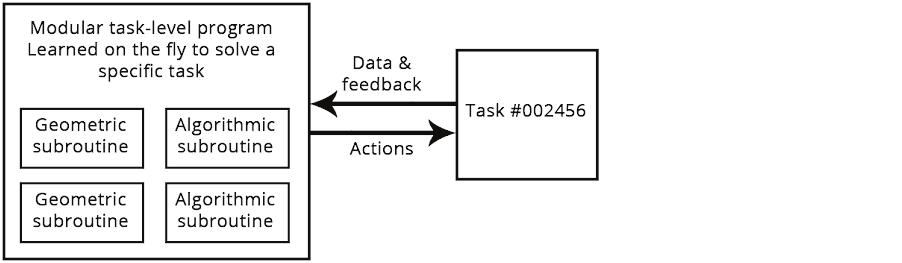 Modular task-level program
Learned on the fly to solve a
specific task
Geometric
subroutine
Algorithmic
subroutine
Geometric
subroutine
Algorithmic
subroutine
Data &
feedback
Actions
Task #002456